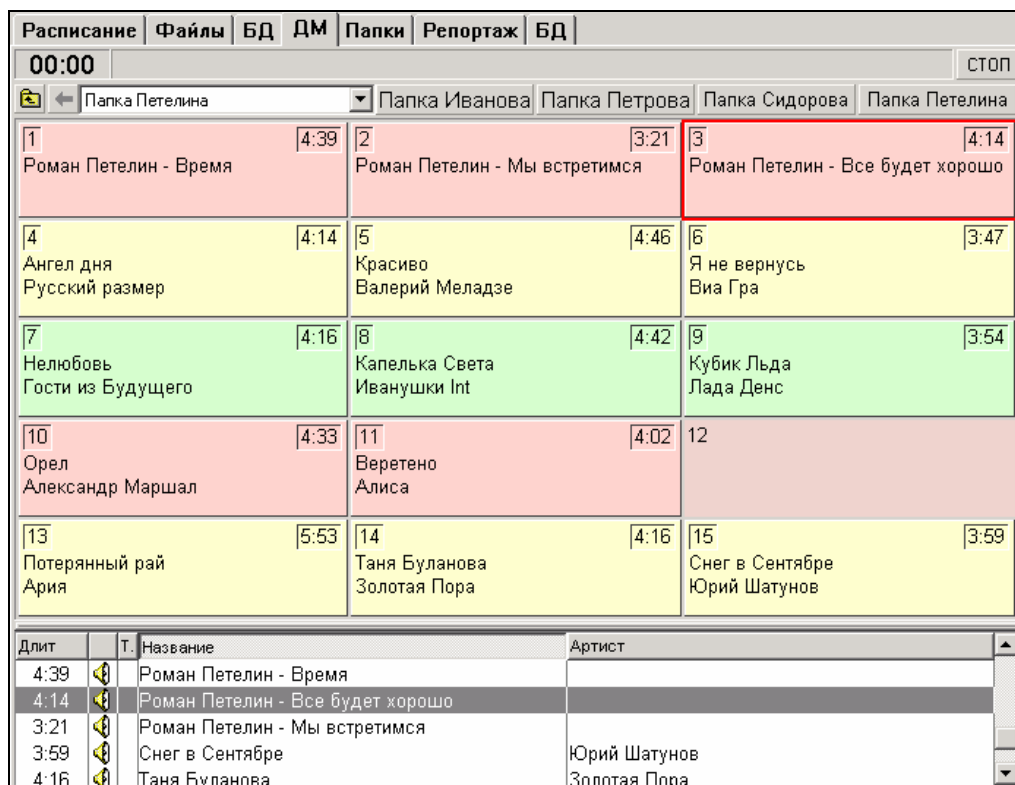 Расписание Файлы БД ДМ Папки Репортаж БД
00:00 СТОП
Папка Петелина Папка Иванова Папка Петрова Папка Сидорова Папка Петелина
1 4:39 2 3:21 3 4:14
Роман Петелин - Время Роман Петелин - Мы встретимся Роман Петелин - Все будет хорошо
4 4:14 5 4:46 6 3:47
Ангел дня Красиво Я не вернусь
Русский размер Валерий Меладзе Виа Гра
7 4:16 8 4:42 9 3:54
Нелюбовь Капелька Света Кубик Льда
Гости из Будущего Иванушки Int Лада Денс
10 4:33 11 4:02 12
Орел Веретено
Александр Маршал Алиса
13 5:53 14 4:16 15 3:59
Потерянный рай Таня Буланова Снег в Сентябре
Ария Золотая Пора Юрий Шатунов
Длит Т. Название Артист
4:39 Роман Петелин - Время
4:14 Роман Петелин - Все будет хорошо
3:21 Роман Петелин - Мы встретимся
3:59 Снег в Сентябре Юрий Шатунов
4:16 Таня Буланова Золотая Пора